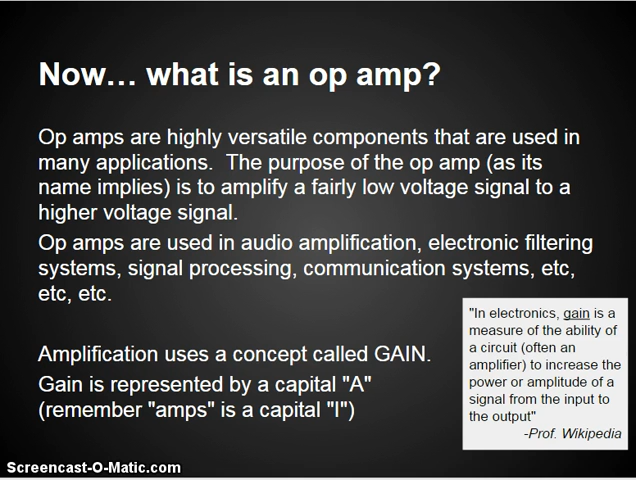 Now… what is an op amp?
Op amps are highly versatile components that are used in
many applications.  The purpose of the op amp (as its
name implies) is to amplify a fairly low voltage signal to a
higher voltage signal.
Op amps are used in audio amplification, electronic filtering
systems, signal processing, communication systems, etc,
etc, etc.
Amplification uses a concept called GAIN.
Gain is represented by a capital "A"
(remember "amps" is a capital "I")
"In electronics, gain is a
measure of the ability of
a circuit (often an
amplifier) to increase the
power or amplitude of a
signal from the input to
the output"
-Prof. Wikipedia
Screencast-O-Matic.com